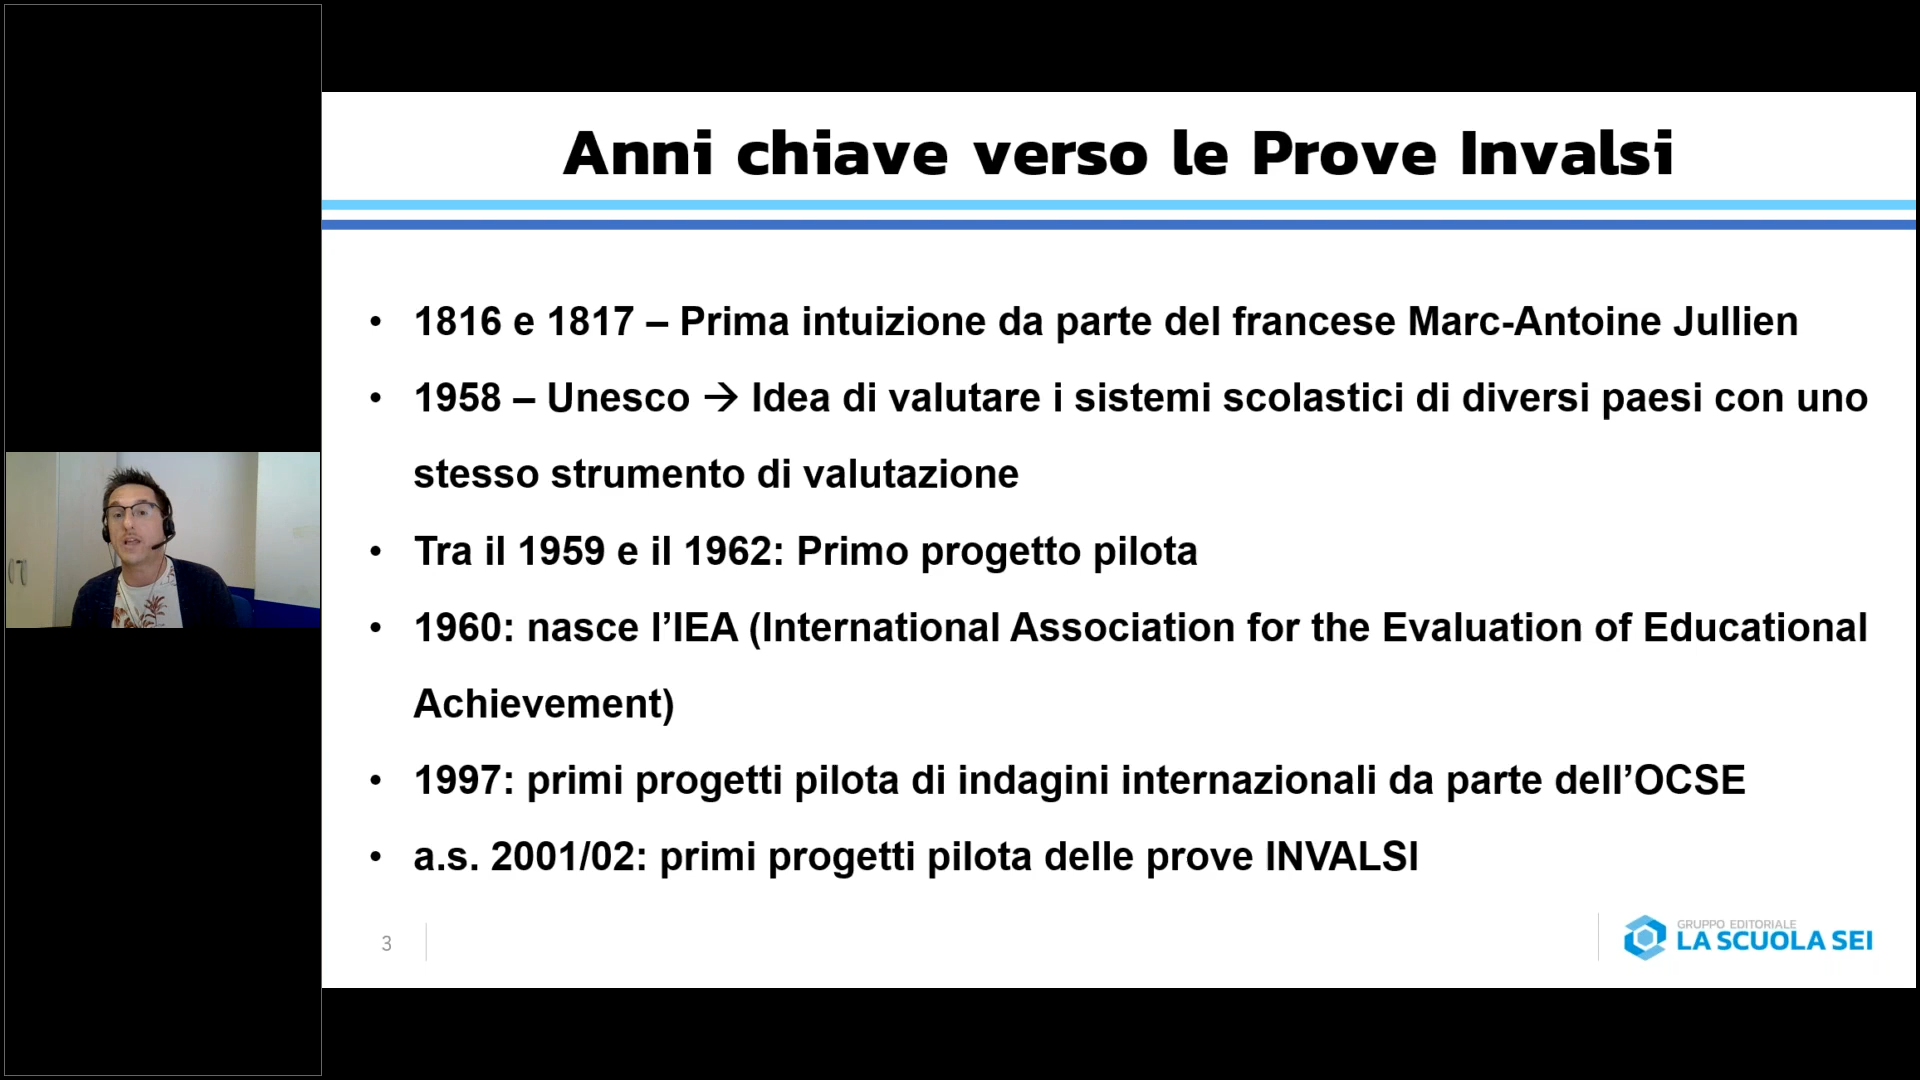 Anni chiave verso le Prove Invalsi
• 1816 e 1817 – Prima intuizione da parte del francese Marc-Antoine Jullien
• 1958 – Unesco → Idea di valutare i sistemi scolastici di diversi paesi con uno
stesso strumento di valutazione
• Tra il 1959 e il 1962: Primo progetto pilota
• 1960: nasce l’IEA (International Association for the Evaluation of Educational
Achievement)
• 1997: primi progetti pilota di indagini internazionali da parte dell’OCSE
• a.s. 2001/02: primi progetti pilota delle prove INVALSI
3
GRUPPO EDITORIALE
LA SCUOLA SEI